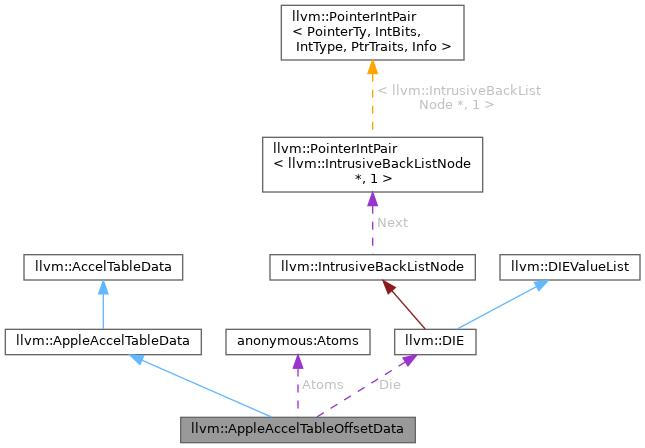 llvm::PointerIntPair
< PointerTy, IntBits,
IntType, PtrTraits, Info >
< llvm::IntrusiveBackList
Node *, 1 >
llvm::PointerIntPair
< llvm::IntrusiveBackListNode
*, 1 >
Next
llvm::AccelTableData
llvm::IntrusiveBackListNode
llvm::DIEValueList
llvm::AppleAccelTableData
anonymous:Atoms
llvm::DIE
Atoms
Die
llvm::AppleAccelTableOffsetData